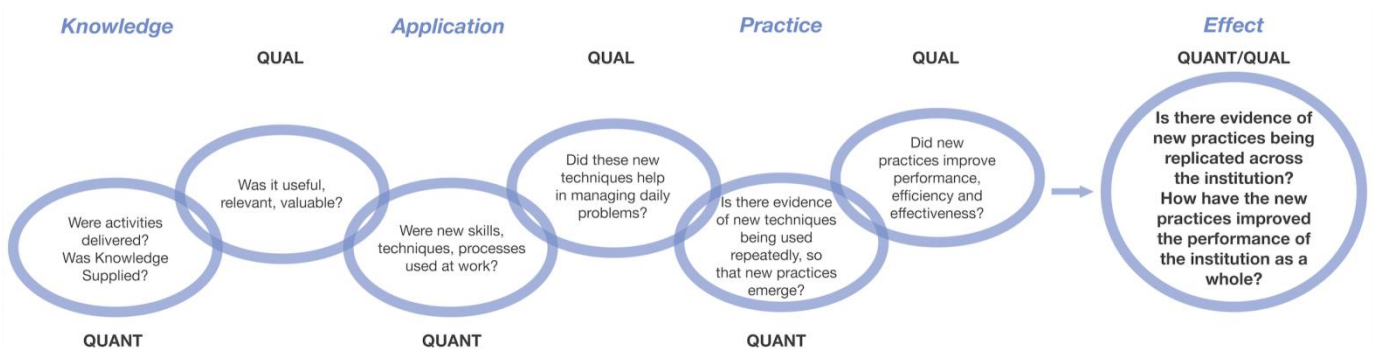 Knowledge
Application
Practice
Effect
QUAL
QUAL
QUAL
QUANT/QUAL
Were activities
delivered?
Was Knowledge
Supplied?
Was it useful,
relevant, valuable?
Were new skills,
techniques, processes
used at work?
Did these new
techniques help
in managing daily
problems?
Is there evidence
of new techniques
being used
repeatedly, so
that new practices
emerge?
Did new
practices improve
performance,
efficiency and
effectiveness?
Is there evidence of
new practices being
replicated across
the institution?
How have the new
practices improved
the performance of
the institution as a
whole?
QUANT
QUANT
QUANT